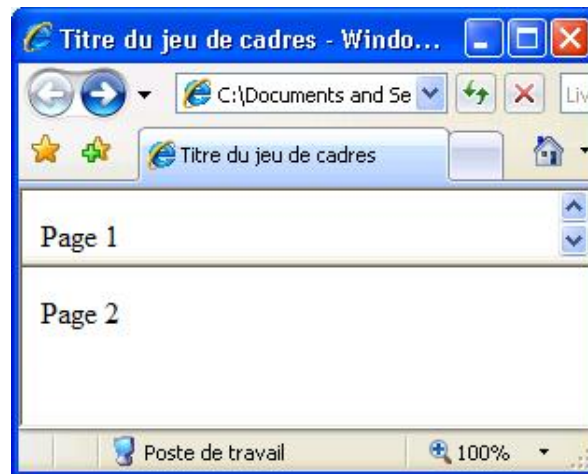 Titre du jeu de cadres - Windo...
C:\Documents and Se
Liv
Titre du jeu de cadres
Page 1
Page 2
Poste de travail
100%